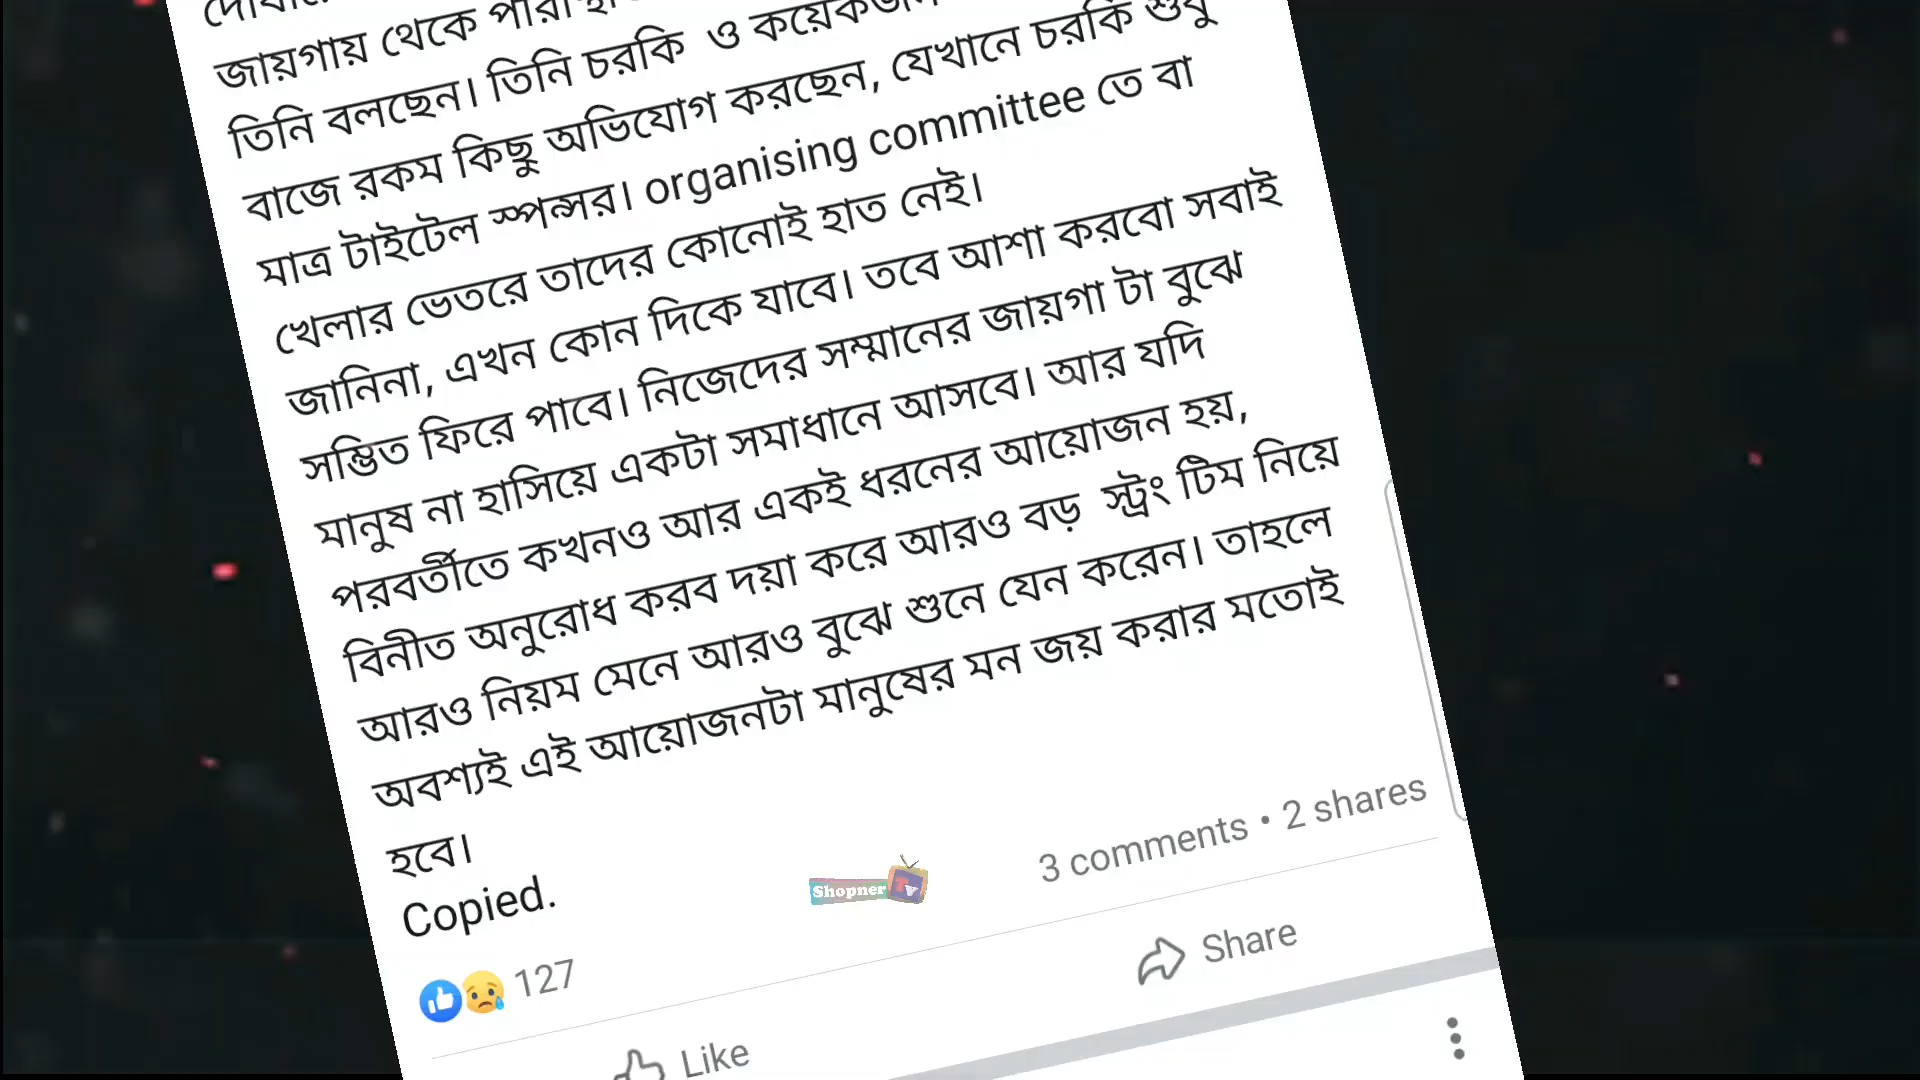 জায়গায় থেকে
তিনি বলছেন। তিনি চরকি ও
বাজে রকম কিছু অভিযোগ করছেন, যেখানে চরকি শুধু
মাত্র টাইটেল স্পন্সর। organising committee তে বা
খেলার ভেতরে তাদের কোনোই হাত নেই।
জানিনা, এখন কোন দিকে যাবে। তবে আশা করবো সবাই
সম্ভিত ফিরে পাবে। নিজেদের সম্মানের জায়গা টা বুঝে
মানুষ না হাসিয়ে একটা সমাধানে আসবে। আর যদি
পরবর্তীতে কখনও আর একই ধরনের আয়োজন হয়,
বিনীত অনুরোধ করব দয়া করে আরও বড় স্ট্রং টিম নিয়ে
আরও নিয়ম মেনে আরও বুঝে শুনে যেন করেন। তাহলে
অবশ্যই এই আয়োজনটা মানুষের মন জয় করার মতোই
হবে।
Copied.
127
3 comments • 2 shares
Like
Share
Shopner Tv